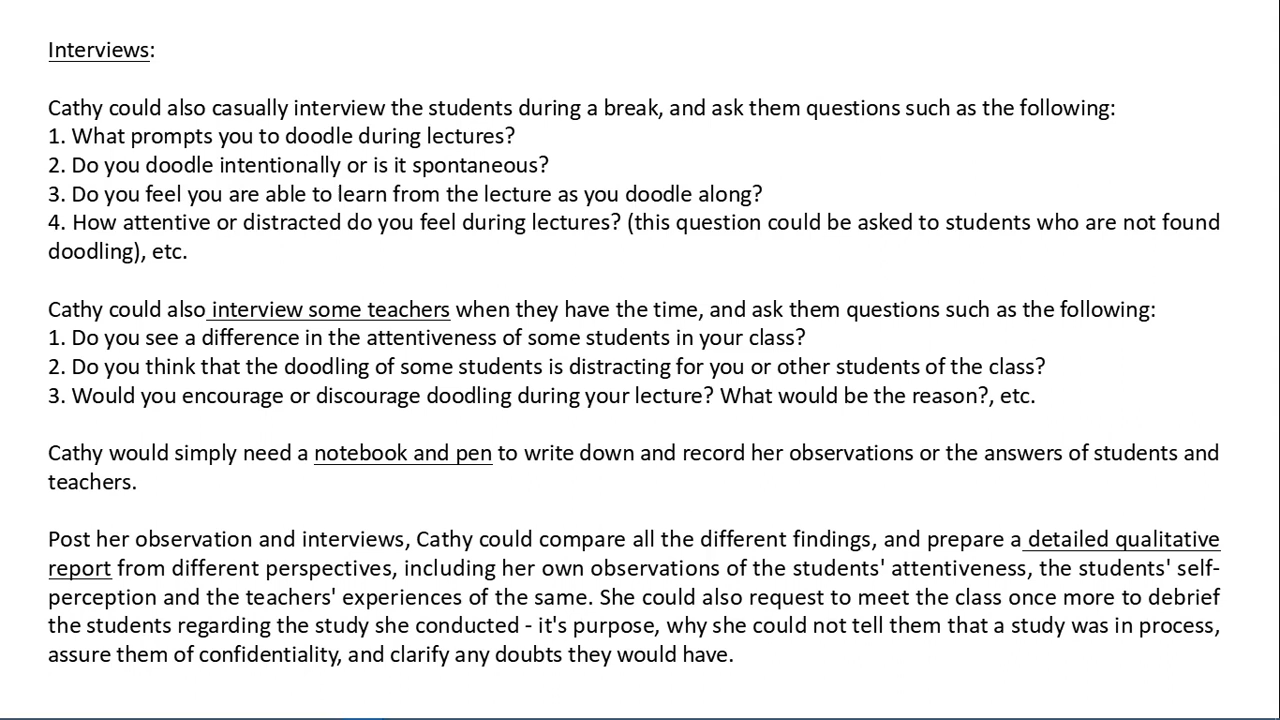 Interviews:
Cathy could also casually interview the students during a break, and ask them questions such as the following:
1. What prompts you to doodle during lectures?
2. Do you doodle intentionally or is it spontaneous?
3. Do you feel you are able to learn from the lecture as you doodle along?
4. How attentive or distracted do you feel during lectures? (this question could be asked to students who are not found
doodling), etc.
Cathy could also interview some teachers when they have the time, and ask them questions such as the following:
1. Do you see a difference in the attentiveness of some students in your class?
2. Do you think that the doodling of some students is distracting for you or other students of the class?
3. Would you encourage or discourage doodling during your lecture? What would be the reason?, etc.
Cathy would simply need a notebook and pen to write down and record her observations or the answers of students and
teachers.
Post her observation and interviews, Cathy could compare all the different findings, and prepare a detailed qualitative
report from different perspectives, including her own observations of the students' attentiveness, the students' self-
perception and the teachers' experiences of the same. She could also request to meet the class once more to debrief
the students regarding the study she conducted - it's purpose, why she could not tell them that a study was in process,
assure them of confidentiality, and clarify any doubts they would have.